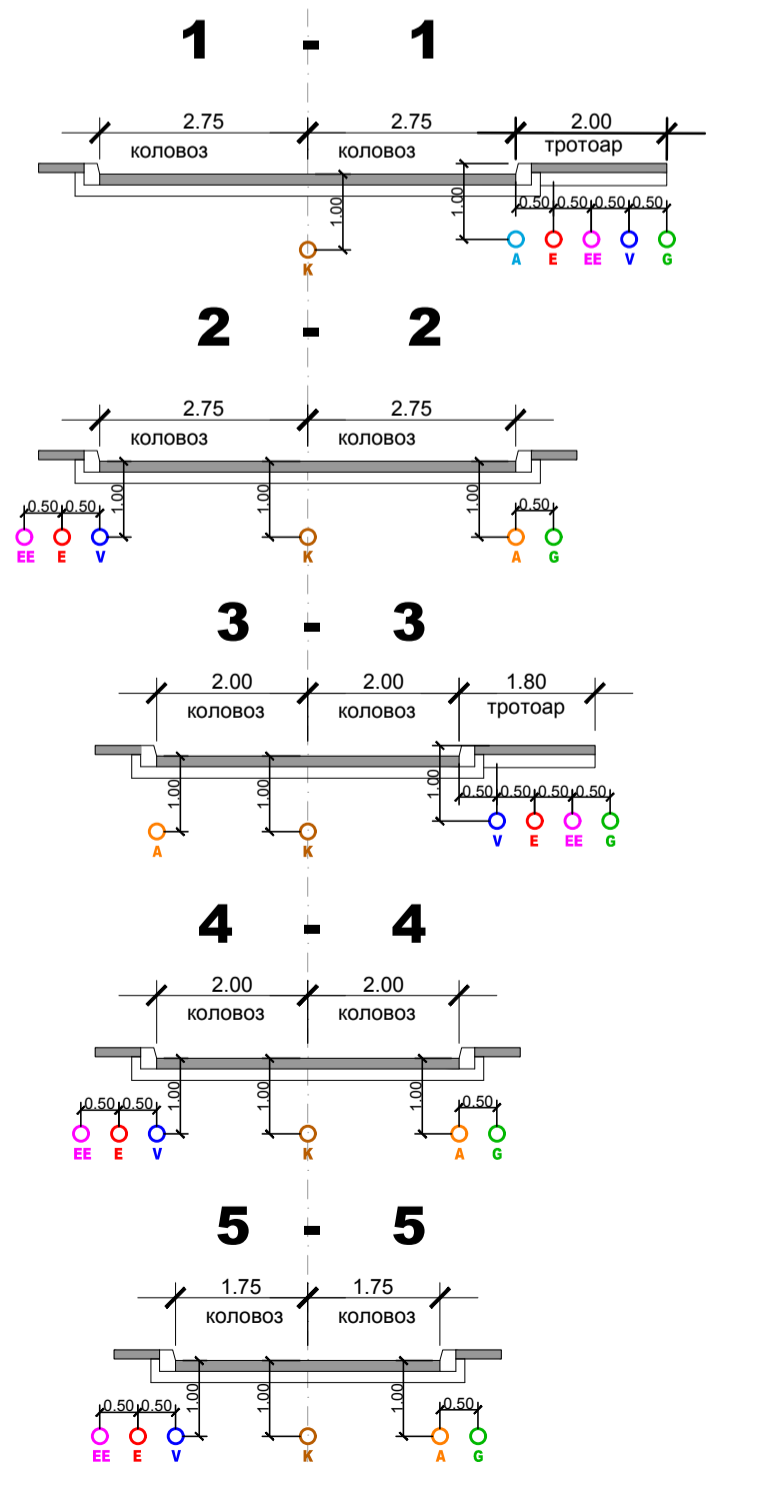 1 - 1
2.75 2.75 2.00
коловоз коловоз тротоар
1.00 1.00 0.50 0.50 0.50 0.50
K A E EE V G
2 - 2
2.75 2.75
коловоз коловоз
0.50 0.50 1.00 1.00 1.00 0.50
EE E V K A G
3 - 3
2.00 2.00 1.80
коловоз коловоз тротоар
1.00 1.00 1.00 0.50 0.50 0.50 0.50
A K V E EE G
4 - 4
2.00 2.00
коловоз коловоз
0.50 0.50 1.00 1.00 1.00 0.50
EE E V K A G
5 - 5
1.75 1.75
коловоз коловоз
0.50 0.50 1.00 1.00 1.00 0.50
EE E V K A G